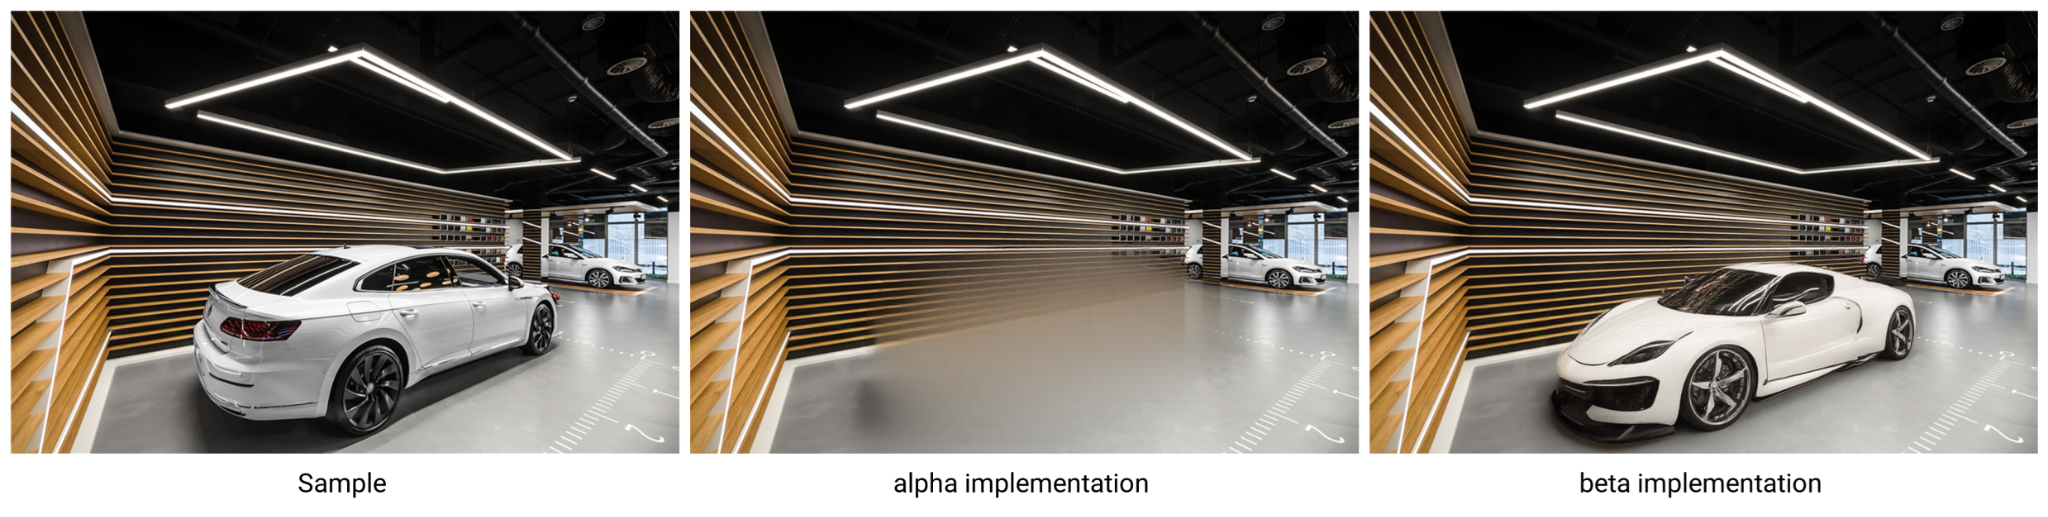 Sample
alpha implementation
beta implementation